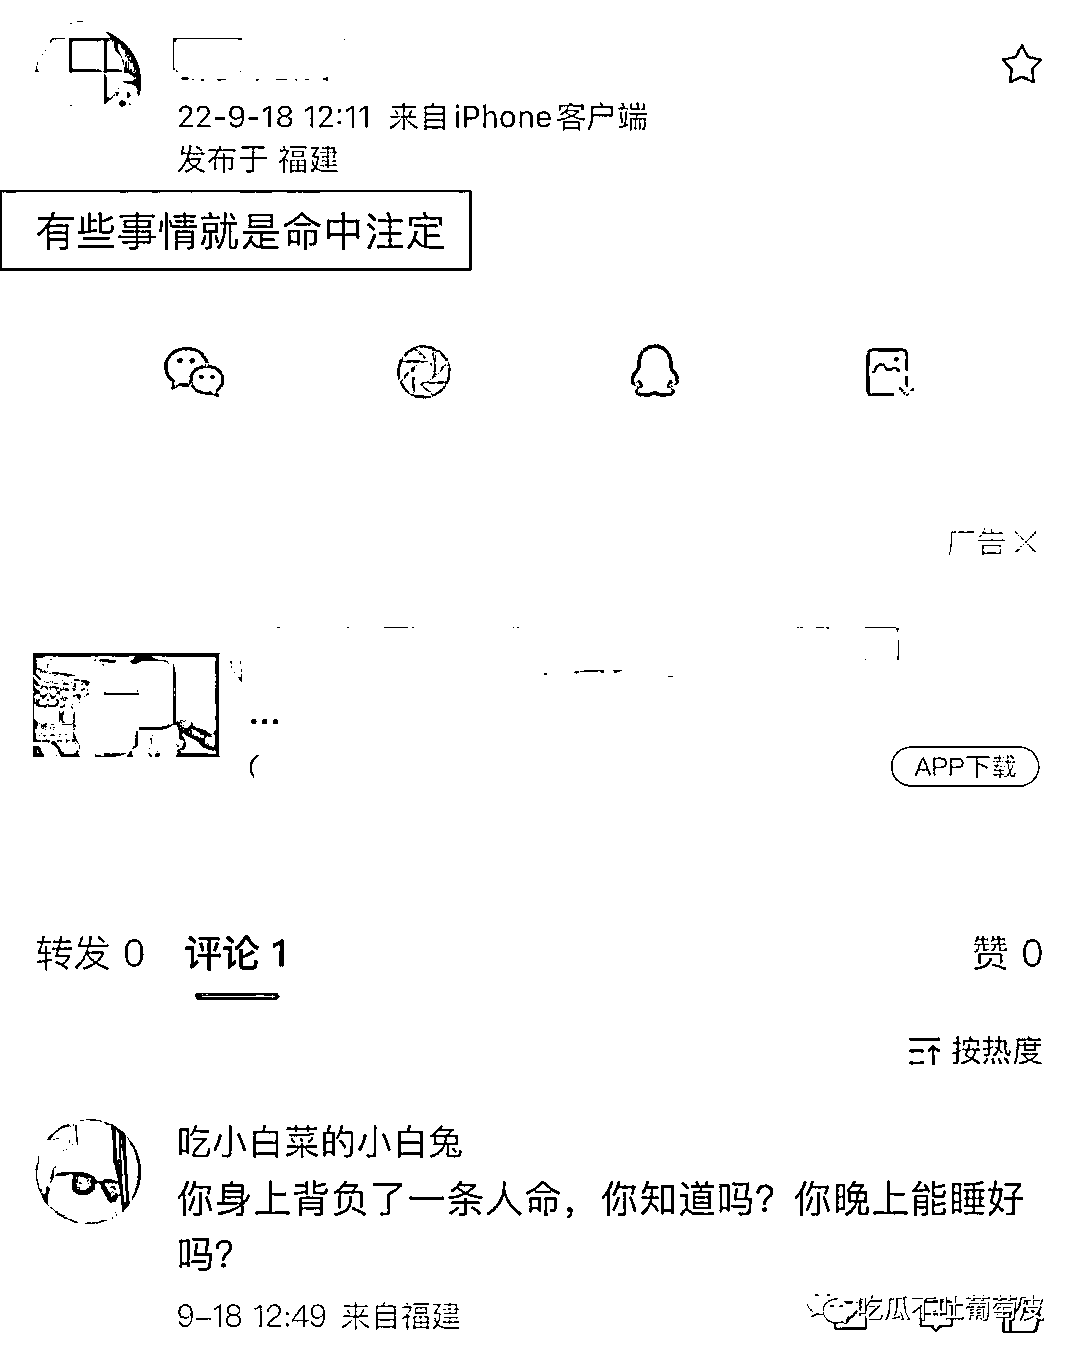 22-9-18 12:11 来自iPhone客户端
发布于 福建
有些事情就是命中注定
广告
...
APP下载
转发 0 评论 1 赞 0
按热度
吃小白菜的小白兔
你身上背负了一条人命，你知道吗？你晚上能睡好
吗？
9-18 12:49 来自福建
吃瓜不吐葡萄皮